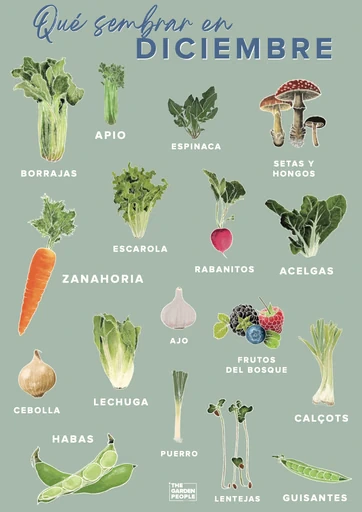 Qué sembrar en
DICIEMBRE
BORRAJAS
APIO
ESPINACA
SETAS Y
HONGOS
ZANAHORIA
ESCAROLA
RABANITOS
ACELGAS
CEBOLLA
LECHUGA
AJO
FRUTOS
DEL BOSQUE
CALÇOTS
HABAS
PUERRO
LENTEJAS
GUISANTES
THE
GARDEN
PEOPLE